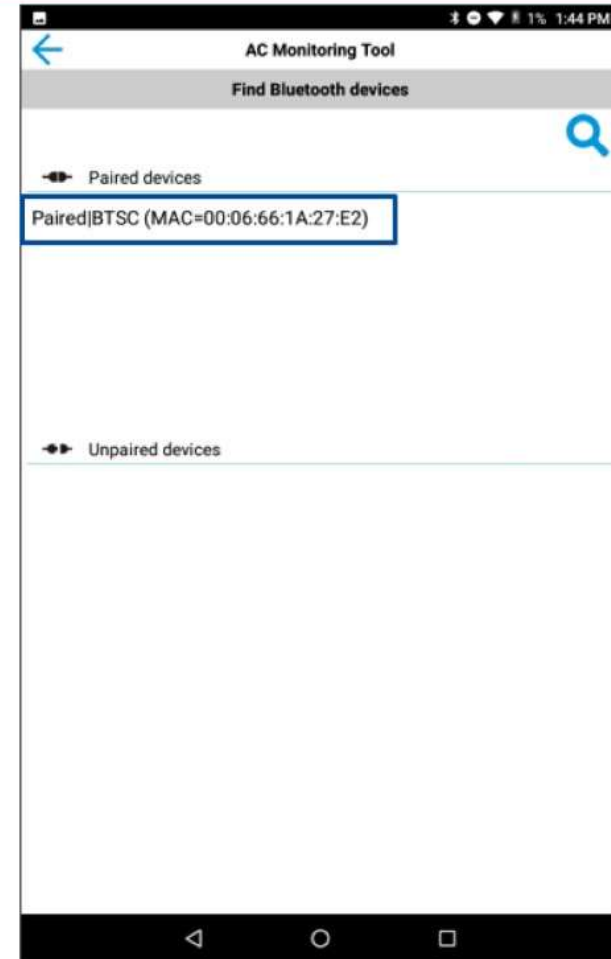 1% 1:44 PM
AC Monitoring Tool
Find Bluetooth devices
Paired devices
Paired|BTSC (MAC=00:06:66:1A:27:E2)
Unpaired devices